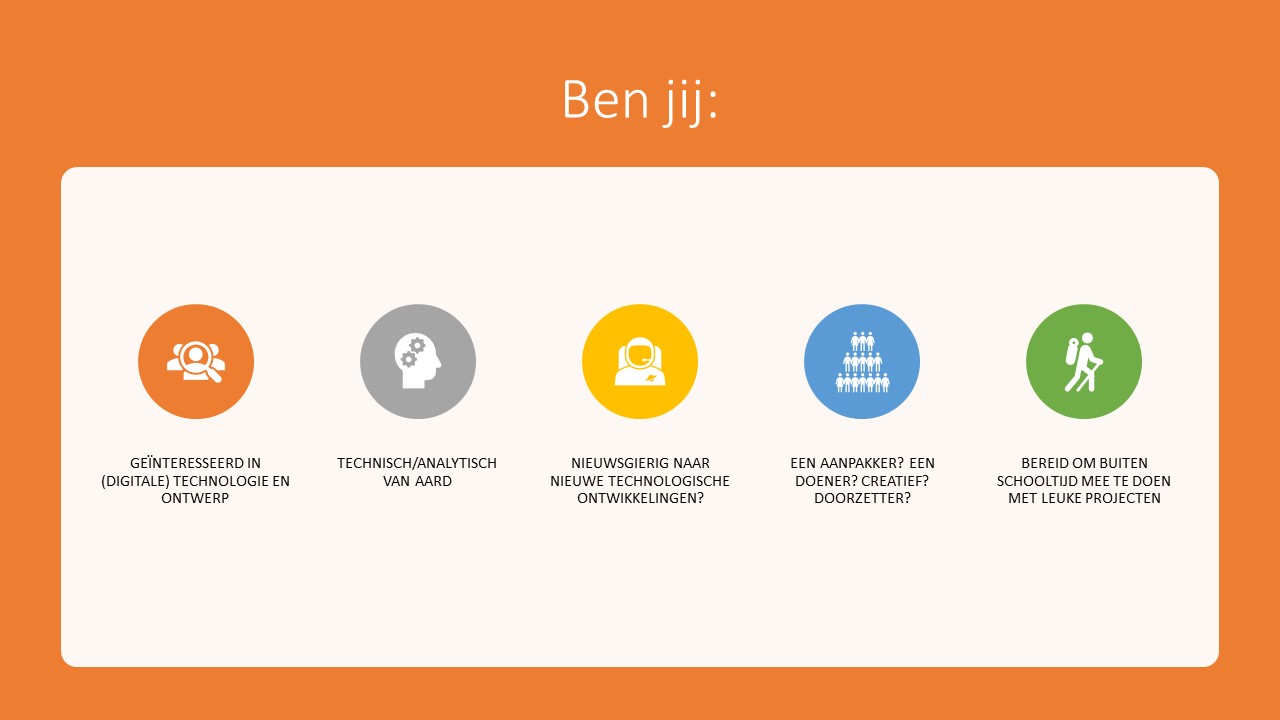 Ben jij:
GEÏNTERESSEERD IN
(DIGITALE) TECHNOLOGIE EN
ONTWERP
TECHNISCH/ANALYTISCH
VAN AARD
NIEUWSGIERIG NAAR
NIEUWE TECHNOLOGISCHE
ONTWIKKELINGEN?
EEN AANPAKKER? EEN
DOENER? CREATIEF?
DOORZETTER?
BEREID OM BUITEN
SCHOOLTIJD MEE TE DOEN
MET LEUKE PROJECTEN